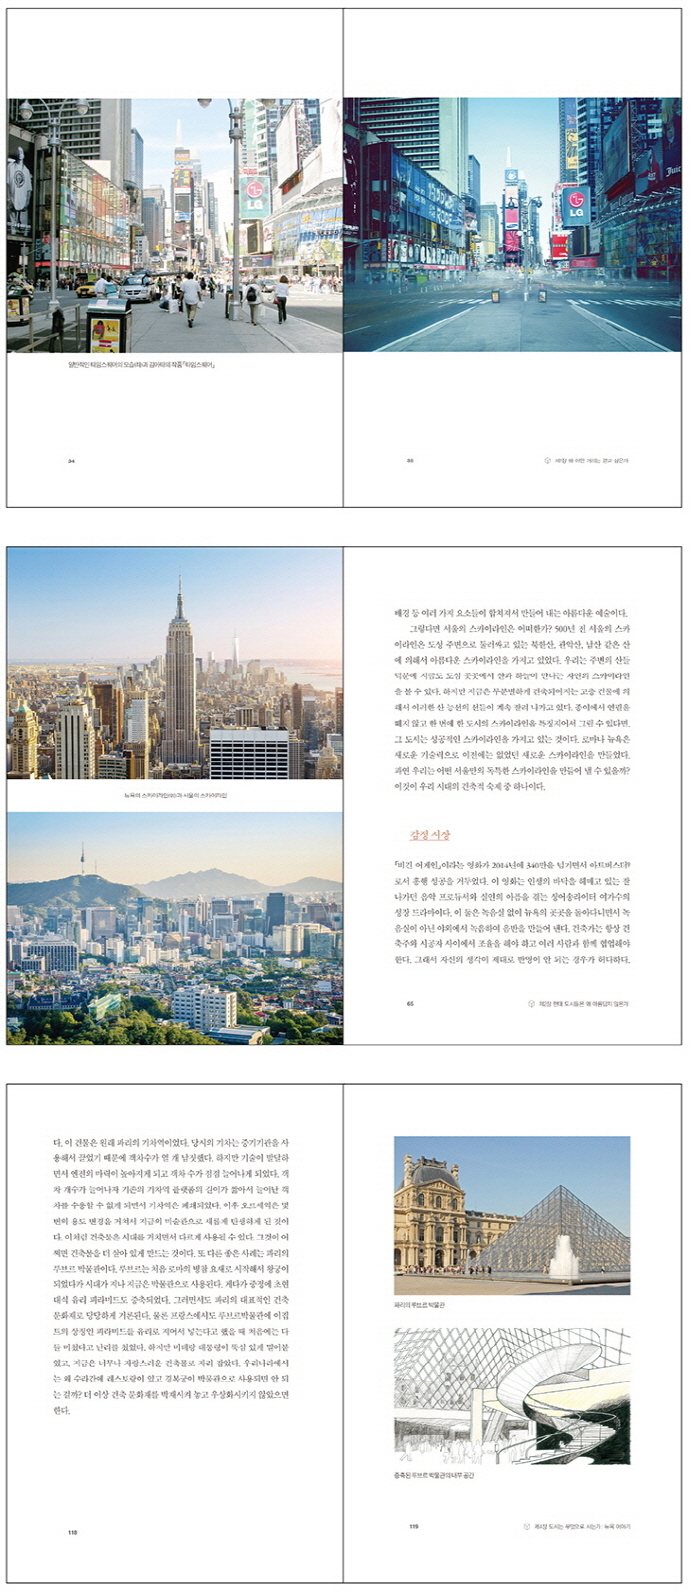 LG
LG
일반적인 타임스퀘어의 모습(좌)과 김아타의 작품 「타임스퀘어」
54
55
제1장 왜 어떤 거리는 걷고 싶은가
뉴욕의 스카이라인(위)과 서울의 스카이라인
배경 등 여러 가지 요소들이 합쳐져서 만들어 내는 아름다운 예술이다.
그렇다면 서울의 스카이라인은 어떠한가? 500년 전 서울의 스카
이라인은 도성 주변으로 둘러싸고 있는 북한산, 관악산, 남산 같은 산
에 의해서 아름다운 스카이라인을 가지고 있었다. 우리는 주변의 산들
덕분에 지금도 도심 곳곳에서 산과 하늘이 만나는 자연의 스카이라인
을 볼 수 있다. 하지만 지금은 무분별하게 건축되어지는 고층 건물에 의
해서 이러한 산 능선의 선들이 계속 잘려 나가고 있다. 종이에서 연필을
떼지 않고 한 번에 한 도시의 스카이라인을 특징지어서 그릴 수 있다면,
그 도시는 성공적인 스카이라인을 가지고 있는 것이다. 로마나 뉴욕은
새로운 기술력으로 이전에는 없었던 새로운 스카이라인을 만들었다.
과연 우리는 어떤 서울만의 독특한 스카이라인을 만들어 낼 수 있을까?
이것이 우리 시대의 건축적 숙제 중 하나이다.
감정 시장
『비긴 어게인』이라는 영화가 2014년에 340만을 넘기면서 아트버스터
로서 흥행 성공을 거두었다. 이 영화는 인생의 바닥을 헤매고 있는 잘
나가던 음악 프로듀서와 실연의 아픔을 겪는 싱어송라이터 여가수의
성장 드라마이다. 이 둘은 녹음실 없이 뉴욕의 곳곳을 돌아다니면서 녹
음실이 아닌 야외에서 녹음하여 음반을 만들어 낸다. 건축가는 항상 건
축주와 시공자 사이에서 조율을 해야 하고 여러 사람과 함께 협업해야
한다. 그래서 자신의 생각이 제대로 반영이 안 되는 경우가 허다하다.
65
제2장 현대 도시들은 왜 아름답지 않은가
다. 이 건물은 원래 파리의 기차역이었다. 당시의 기차는 증기기관을 사
용해서 끌었기 때문에 객차수가 열 개 남짓했다. 하지만 기술이 발달하
면서 엔진의 마력이 높아지게 되고 객차 수가 점점 늘어나게 되었다. 객
차 개수가 늘어나자 기존의 기차역 플랫폼의 길이가 짧아서 늘어난 객
차를 수용할 수 없게 되면서 기차역은 폐쇄되었다. 이후 오르세역은 몇
번의 용도 변경을 거쳐서 지금의 미술관으로 새롭게 탄생하게 된 것이
다. 이처럼 건축물은 시대를 거치면서 다르게 사용될 수 있다. 그것이 어
쩌면 건축물을 더 살아 있게 만드는 것이다. 또 다른 좋은 사례는 파리의
루브르 박물관이다. 루브르는 처음 로마의 병참 요새로 시작해서 왕궁이
되었다가 시대가 지나 지금은 박물관으로 사용된다. 게다가 중정에 초현
대식 유리 피라미드도 증축되었다. 그러면서도 파리의 대표적인 건축
문화재로 당당하게 거론된다. 물론 프랑스에서도 루브르박물관에 이집
트의 상징인 피라미드를 유리로 지어서 넣는다고 했을 때 처음에는 다
들 미쳤다고 난리를 쳤었다. 하지만 미테랑 대통령이 뚝심 있게 밀어붙
였고, 지금은 너무나 자랑스러운 건축물로 자리 잡았다. 우리나라에서
는 왜 수라간에 레스토랑이 있고 경복궁이 박물관으로 사용되면 안 되
는 걸까? 더 이상 건축 문화재를 박제시켜 놓고 우상화시키지 않았으면
한다.
118
파리의 루브르 박물관
증축된 루브르 박물관의 내부 공간
119
제4장 도시는 무엇으로 사는가: 뉴욕 이야기